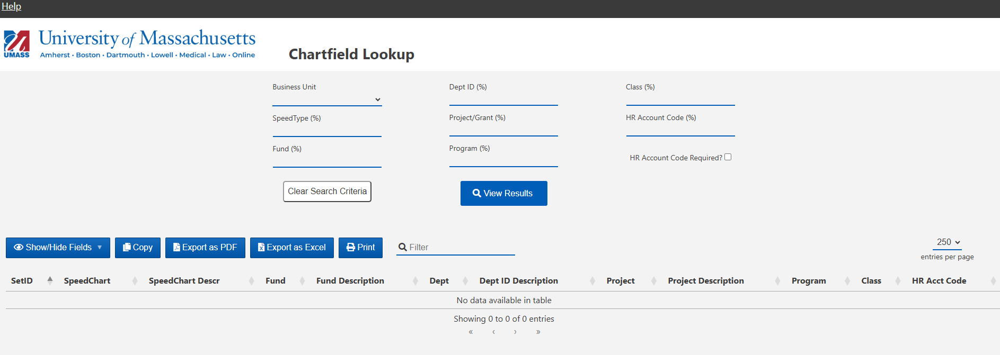 Help
University of Massachusetts
UMASS
Amherst · Boston · Dartmouth · Lowell · Medical · Law · Online
Chartfield Lookup
Business Unit
Dept ID (%)
Class (%)
SpeedType (%)
Project/Grant (%)
HR Account Code (%)
Fund (%)
Program (%)
HR Account Code Required?
Clear Search Criteria
View Results
Show/Hide Fields
Copy
Export as PDF
Export as Excel
Print
Filter
250
entries per page
SetID SpeedChart SpeedChart Descr Fund Fund Description Dept Dept ID Description Project Project Description Program Class HR Acct Code
No data available in table
Showing 0 to 0 of 0 entries
« ‹ › »